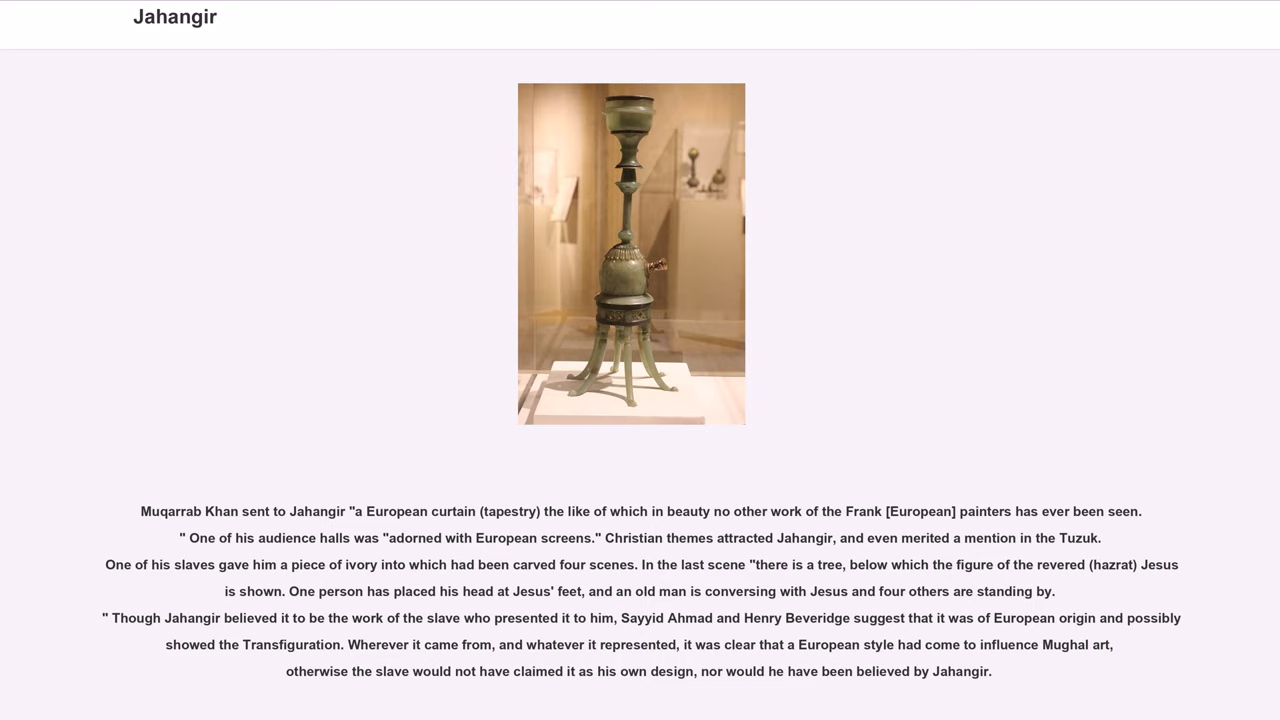 Jahangir
Muqarrab Khan sent to Jahangir "a European curtain (tapestry) the like of which in beauty no other work of the Frank [European] painters has ever been seen.
" One of his audience halls was "adorned with European screens." Christian themes attracted Jahangir, and even merited a mention in the Tuzuk.
One of his slaves gave him a piece of ivory into which had been carved four scenes. In the last scene "there is a tree, below which the figure of the revered (hazrat) Jesus
is shown. One person has placed his head at Jesus' feet, and an old man is conversing with Jesus and four others are standing by.
" Though Jahangir believed it to be the work of the slave who presented it to him, Sayyid Ahmad and Henry Beveridge suggest that it was of European origin and possibly
showed the Transfiguration. Wherever it came from, and whatever it represented, it was clear that a European style had come to influence Mughal art,
otherwise the slave would not have claimed it as his own design, nor would he have been believed by Jahangir.